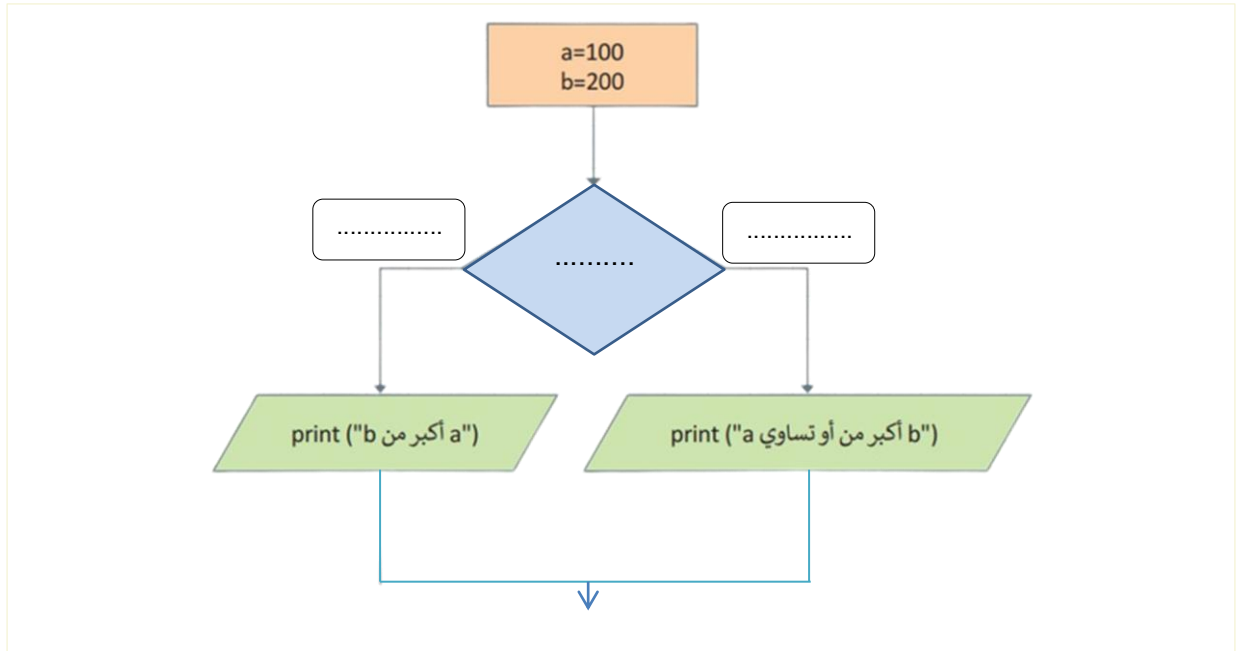 a=100
b=200
...............
..........
................
print ("b أكبر من a")
print ("a أكبر من أو تساوي b")